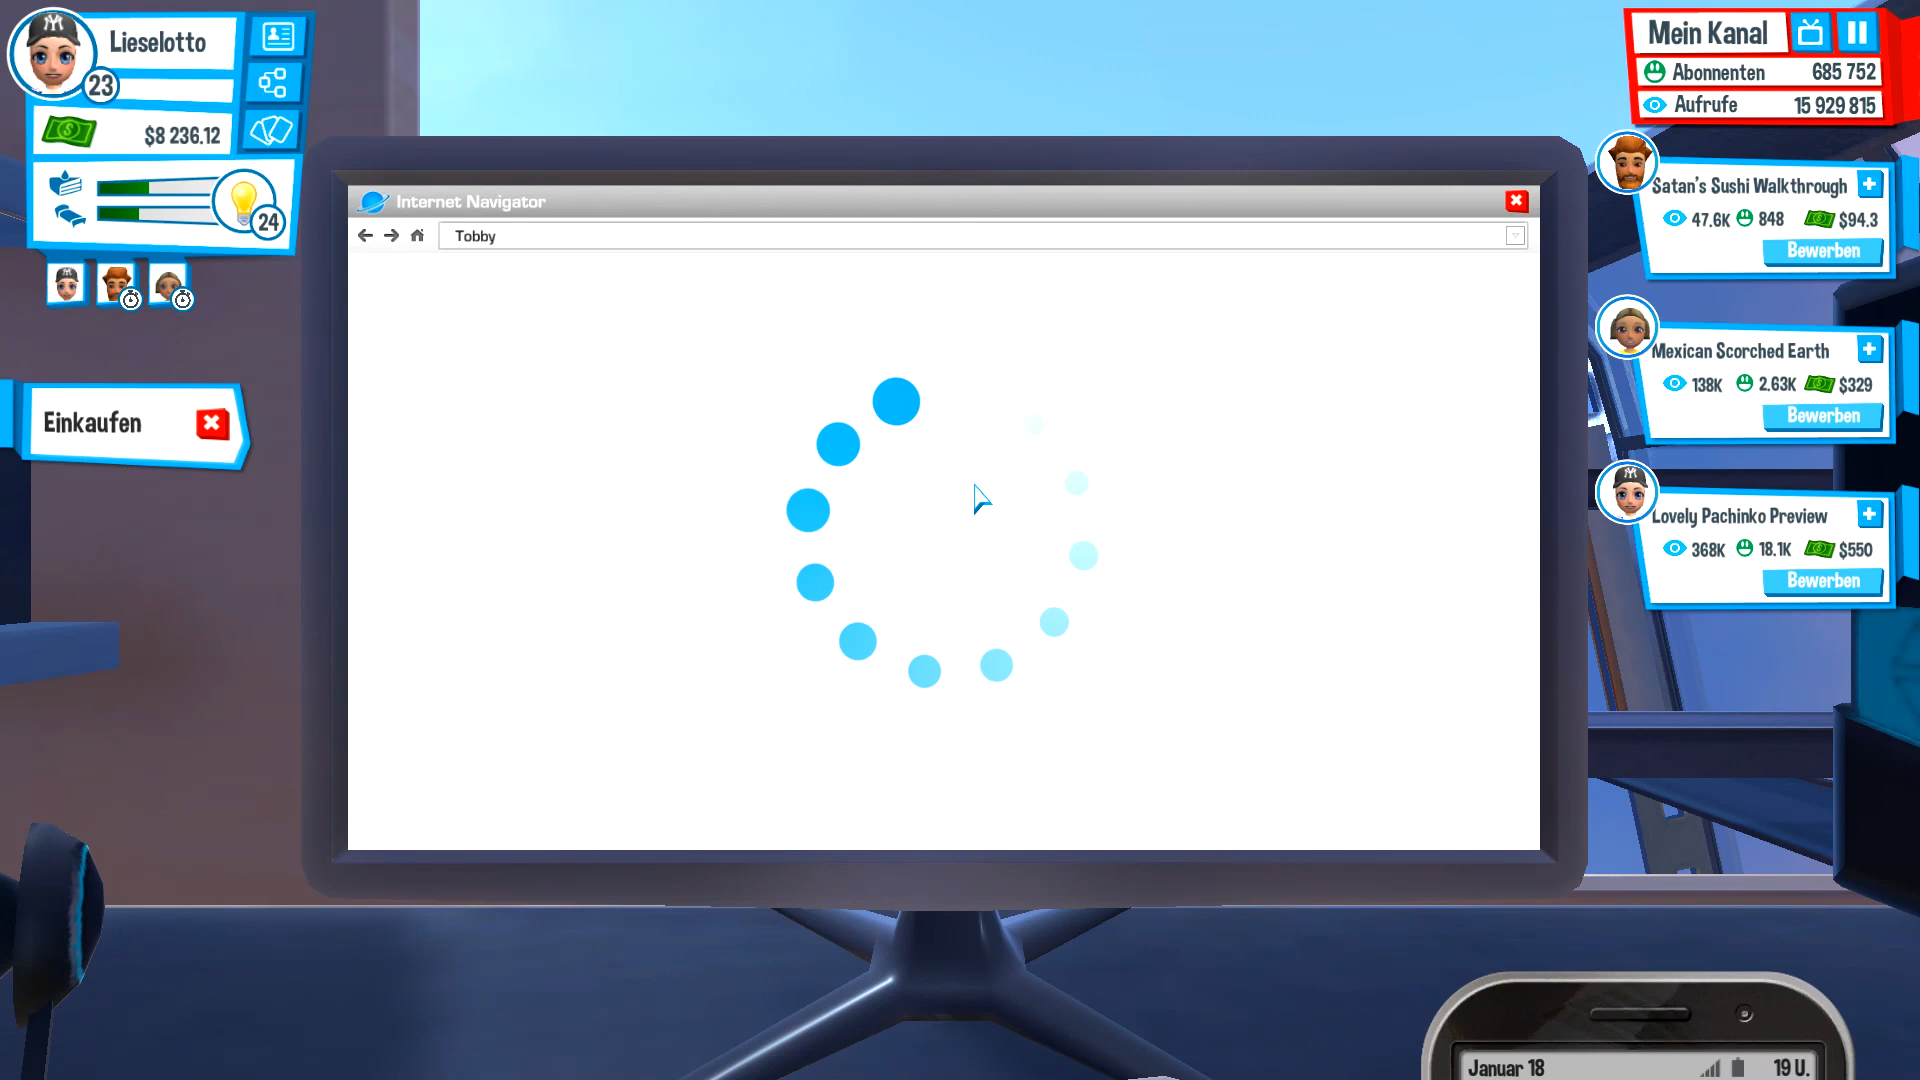 Lieselotto
23
$8 236.12
24
Einkaufen
Internet Navigator
Tobby
Mein Kanal
Abonnenten 685 752
Aufrufe 15 929 815
Satan's Sushi Walkthrough
47.6K 848 $94.3
Bewerben
Mexican Scorched Earth
138K 2.63K $329
Bewerben
Lovely Pachinko Preview
368K 18.1K $550
Bewerben
Januar 18 19 U.